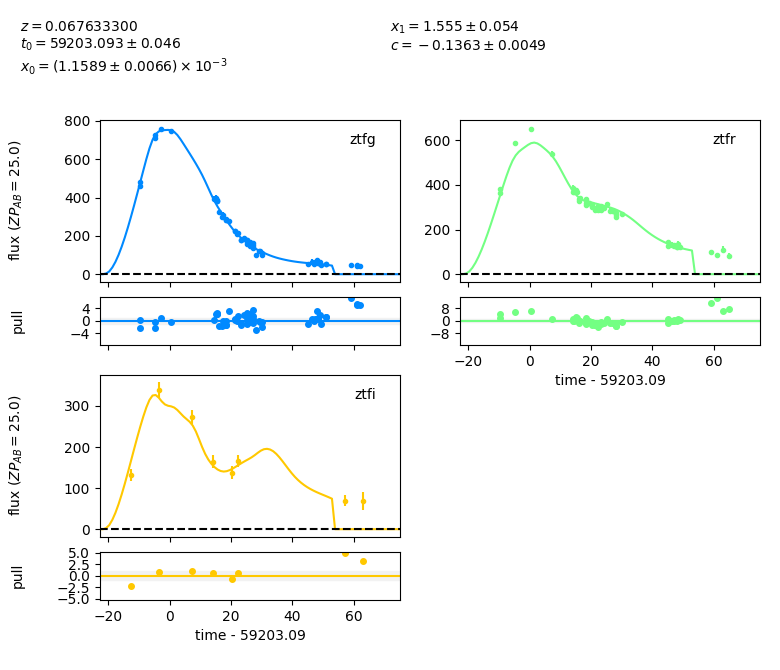 z = 0.067633300
t₀ = 59203.093 ± 0.046
x₀ = (1.1589 ± 0.0066) × 10⁻³
x₁ = 1.555 ± 0.054
c = −0.1363 ± 0.0049
flux (ZP_AB = 25.0)
800
600
400
200
0
ztfg
600
400
200
0
ztfr
pull
4
0
−4
8
0
−8
−20 0 20 40 60
time - 59203.09
flux (ZP_AB = 25.0)
300
200
100
0
ztfi
pull
5.0
2.5
0.0
−2.5
−5.0
−20 0 20 40 60
time - 59203.09